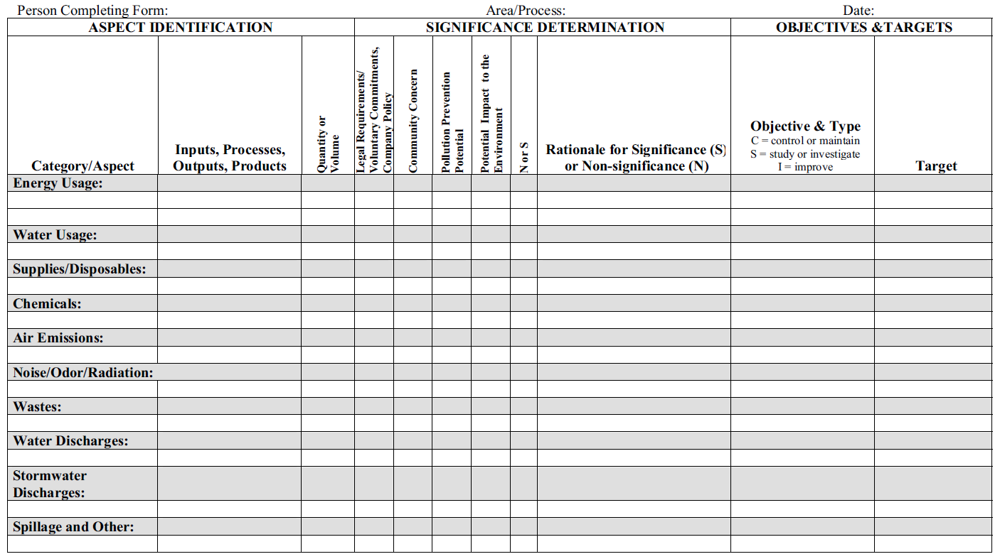 Person Completing Form: Area/Process: Date:
ASPECT IDENTIFICATION SIGNIFICANCE DETERMINATION OBJECTIVES &TARGETS
Category/Aspect
Inputs, Processes,
Outputs, Products
Quantity or
Volume
Legal Requirements/
Voluntary Commitments,
Company Policy
Community Concern
Pollution Prevention
Potential
Potential Impact to the
Environment
N or S
Rationale for Significance (S)
or Non-significance (N)
Objective & Type
C = control or maintain
S = study or investigate
I = improve
Target
Energy Usage:
Water Usage:
Supplies/Disposables:
Chemicals:
Air Emissions:
Noise/Odor/Radiation:
Wastes:
Water Discharges:
Stormwater
Discharges:
Spillage and Other: